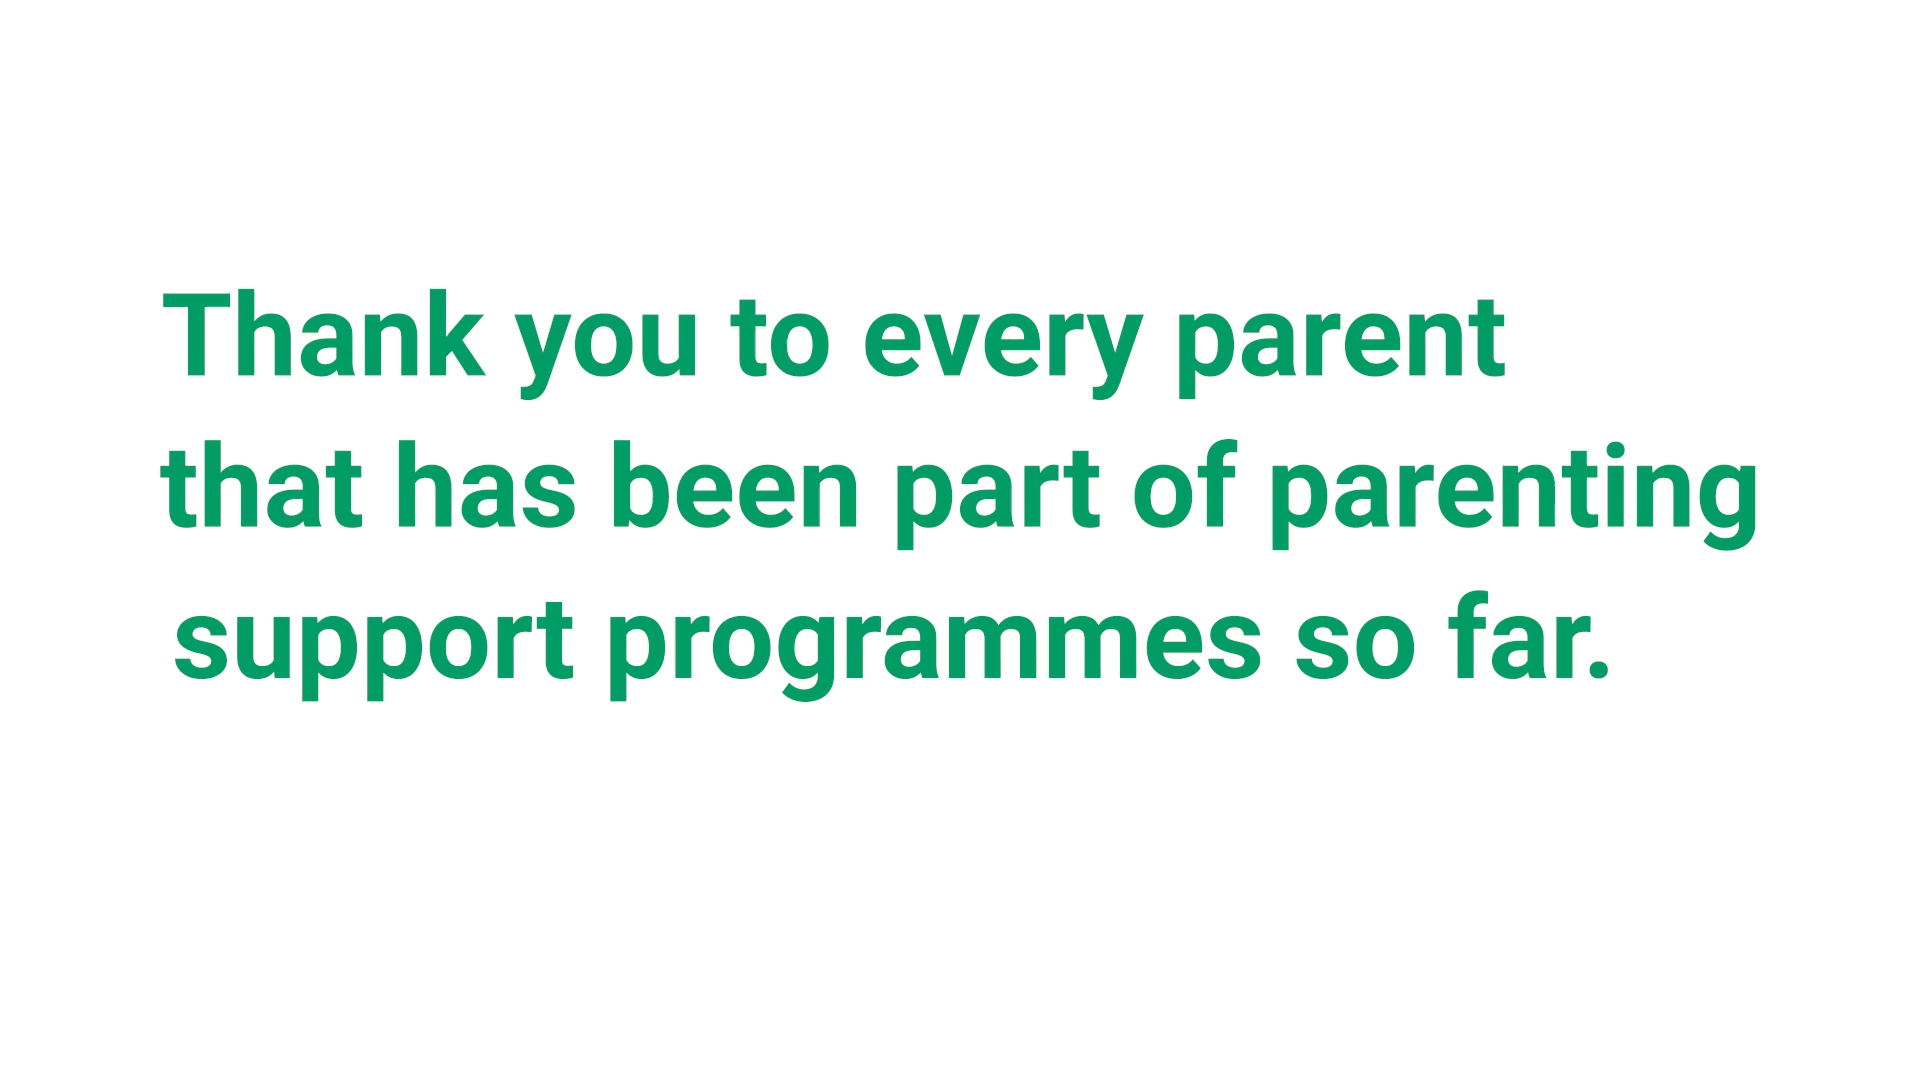 Thank you to every parent
that has been part of parenting
support programmes so far.